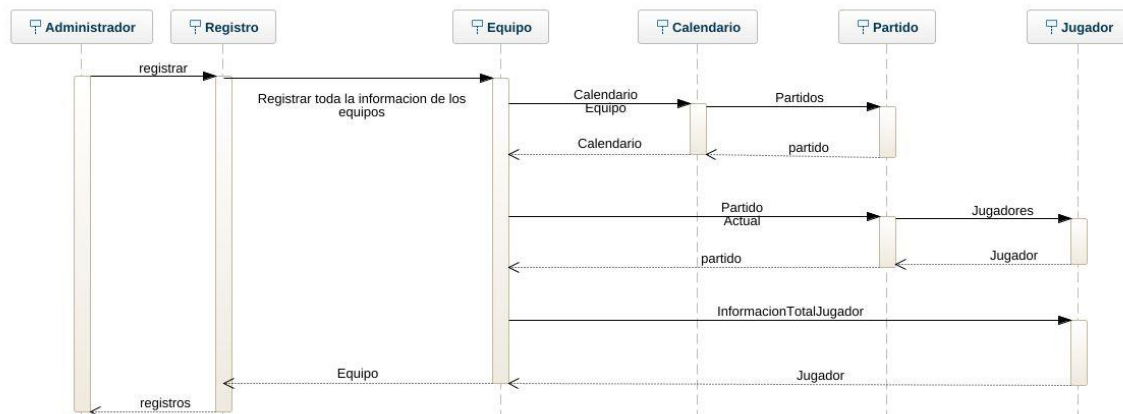 Administrador
Registro
Equipo
Calendario
Partido
Jugador
registrar
Registrar toda la informacion de los
equipos
Calendario
Equipo
Partidos
Calendario
partido
Partido
Actual
Jugadores
partido
Jugador
InformacionTotalJugador
Equipo
Jugador
registros